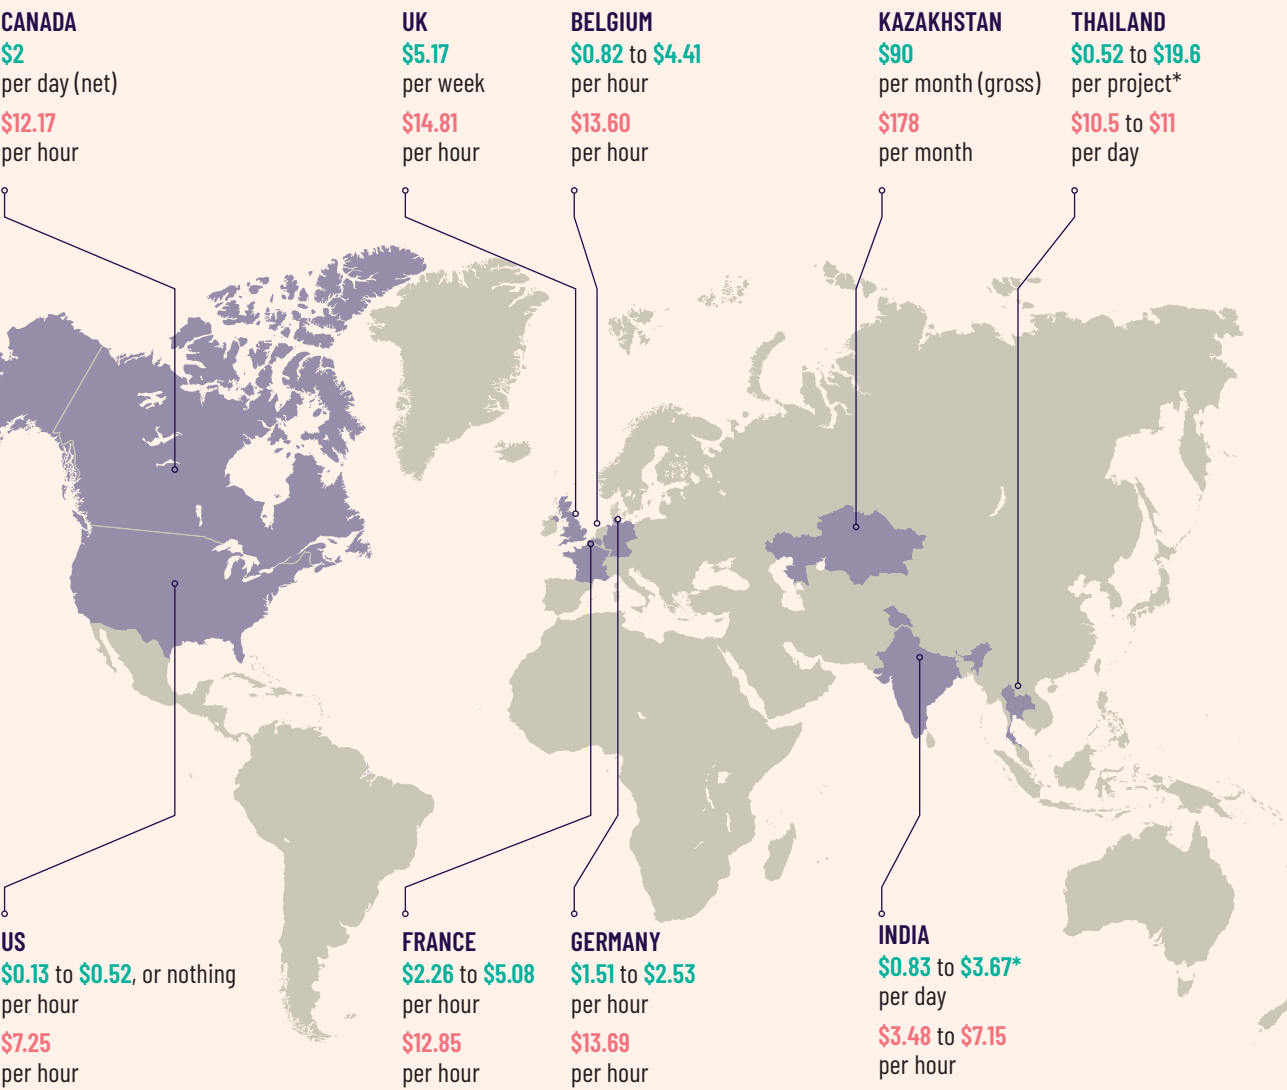 CANADA
$2
per day (net)
$12.17
per hour
UK
$5.17
per week
$14.81
per hour
BELGIUM
$0.82 to $4.41
per hour
$13.60
per hour
KAZAKHSTAN
$90
per month (gross)
$178
per month
THAILAND
$0.52 to $19.6
per project*
$10.5 to $11
per day
US
$0.13 to $0.52, or nothing
per hour
$7.25
per hour
FRANCE
$2.26 to $5.08
per hour
$12.85
per hour
GERMANY
$1.51 to $2.53
per hour
$13.69
per hour
INDIA
$0.83 to $3.67*
per day
$3.48 to $7.15
per hour